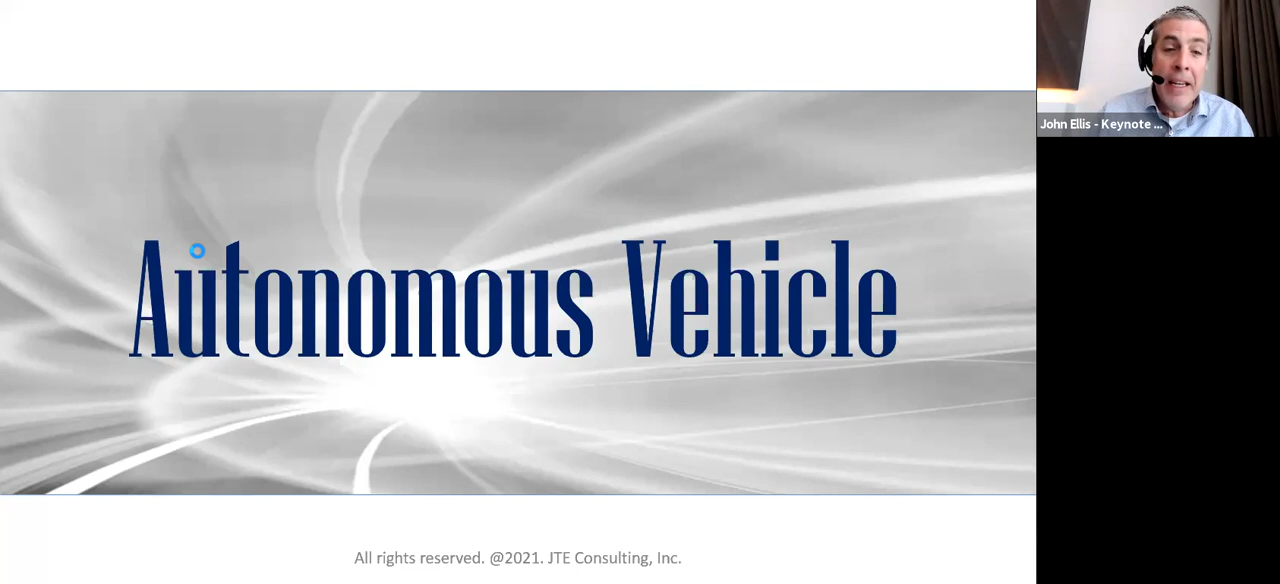 John Ellis - Keynote ...
Autonomous Vehicle
All rights reserved. @2021. JTE Consulting, Inc.